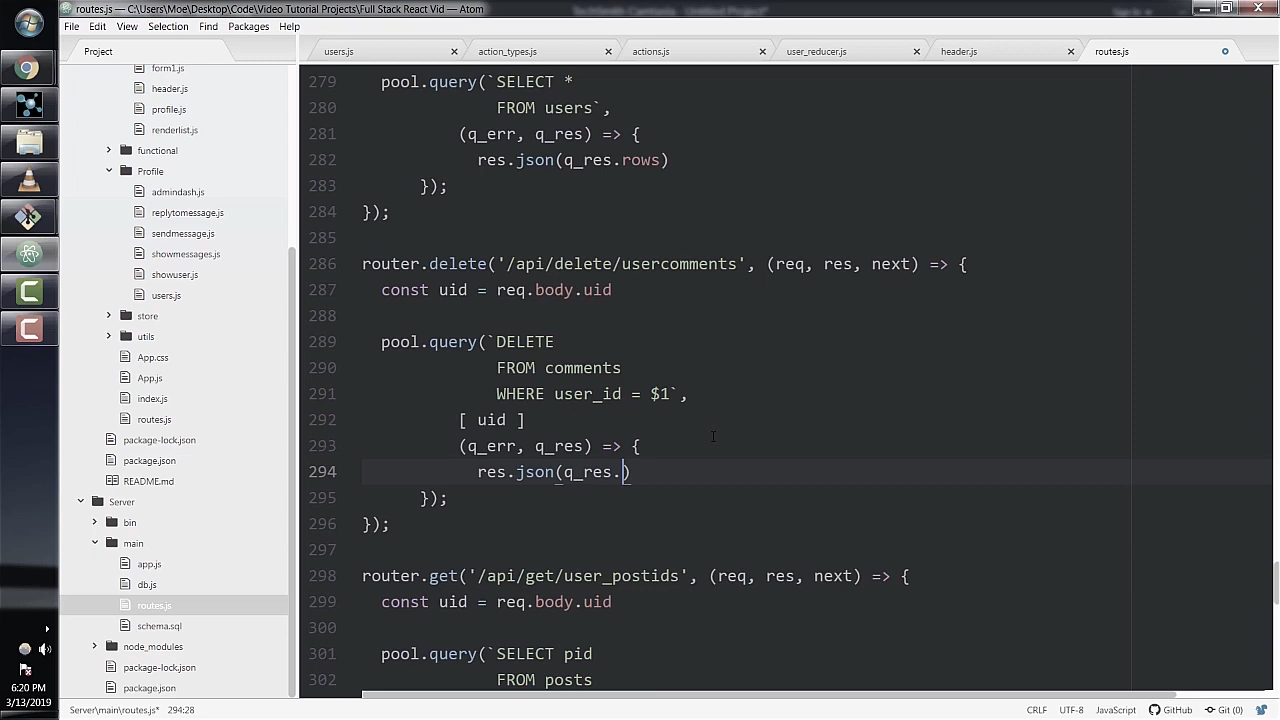 routes.js — C:\Users\Moe\Desktop\Code\Video Tutorial Projects\Full Stack React Vid — Atom
File Edit View Selection Find Packages Help
Project
users.js
action_types.js
actions.js
user_reducer.js
header.js
routes.js
form1.js
header.js
profile.js
renderlist.js
functional
Profile
admindash.js
replytomessage.js
sendmessage.js
showmessages.js
showuser.js
users.js
store
utils
App.css
App.js
index.js
routes.js
package-lock.json
package.json
README.md
Server
bin
main
app.js
db.js
routes.js
schema.sql
node_modules
package-lock.json
package.json
279 pool.query(`SELECT *
280 FROM users`,
281 (q_err, q_res) => {
282 res.json(q_res.rows)
283 });
284 });
285
286 router.delete('/api/delete/usercomments', (req, res, next) => {
287 const uid = req.body.uid
288
289 pool.query(`DELETE
290 FROM comments
291 WHERE user_id = $1`,
292 [ uid ]
293 (q_err, q_res) => {
294 res.json(q_res.)
295 });
296 });
297
298 router.get('/api/get/user_postids', (req, res, next) => {
299 const uid = req.body.uid
300
301 pool.query(`SELECT pid
302 FROM posts
6:20 PM
3/13/2019
Server\main\routes.js* 294:28
CRLF UTF-8 JavaScript GitHub Git (0)